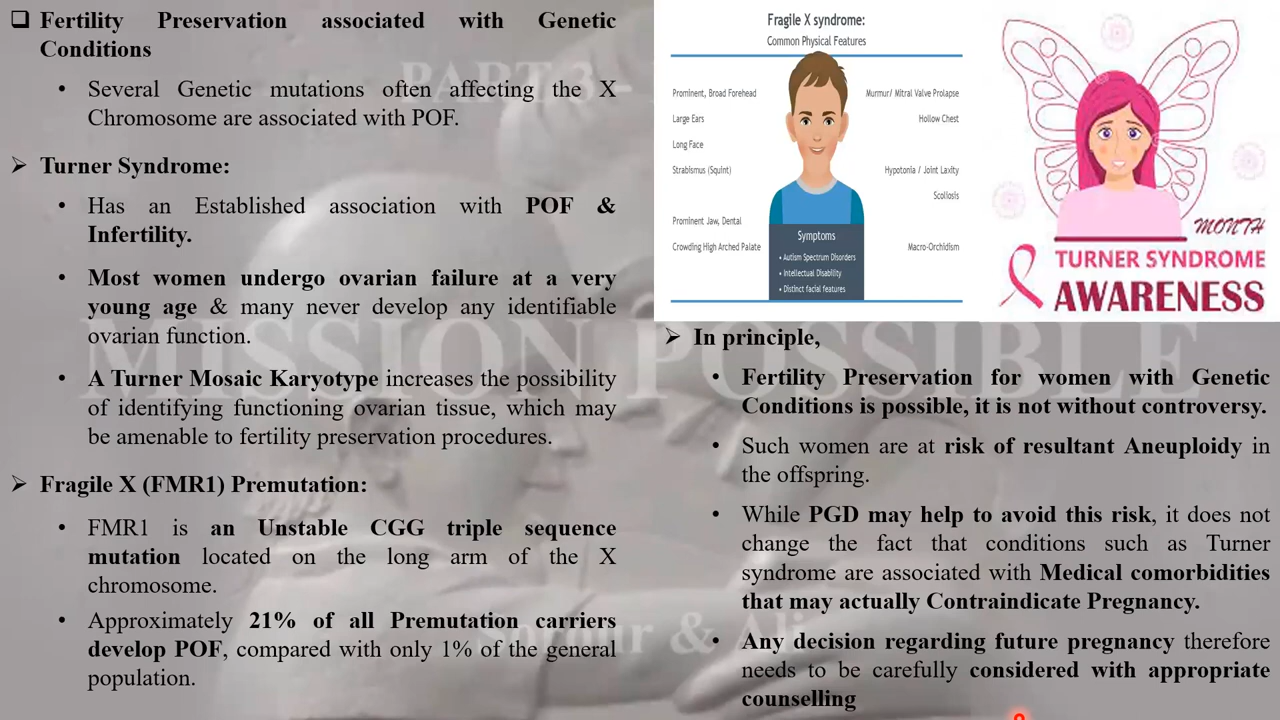 ❑ Fertility Preservation associated with Genetic
Conditions
• Several Genetic mutations often affecting the X
Chromosome are associated with POF.
➢ Turner Syndrome:
• Has an Established association with POF &
Infertility.
• Most women undergo ovarian failure at a very
young age & many never develop any identifiable
ovarian function.
• A Turner Mosaic Karyotype increases the possibility
of identifying functioning ovarian tissue, which may
be amenable to fertility preservation procedures.
➢ Fragile X (FMR1) Premutation:
• FMR1 is an Unstable CGG triple sequence
mutation located on the long arm of the X
chromosome.
• Approximately 21% of all Premutation carriers
develop POF, compared with only 1% of the general
population.
Fragile X syndrome:
Common Physical Features
Prominent, Broad Forehead
Large Ears
Long Face
Strabismus (Squint)
Prominent Jaw, Dental
Crowding High Arched Palate
Murmur/ Mitral Valve Prolapse
Hollow Chest
Hypotonia / Joint Laxity
Scoliosis
Macro-Orchidism
Symptoms
• Autism Spectrum Disorders
• Intellectual Disability
• Distinct facial features
MONTH
TURNER SYNDROME
AWARENESS
➢ In principle,
• Fertility Preservation for women with Genetic
Conditions is possible, it is not without controversy.
• Such women are at risk of resultant Aneuploidy in
the offspring.
• While PGD may help to avoid this risk, it does not
change the fact that conditions such as Turner
syndrome are associated with Medical comorbidities
that may actually Contraindicate Pregnancy.
• Any decision regarding future pregnancy therefore
needs to be carefully considered with appropriate
counselling
PART 3 -
MISSION POSSIBLE
& Ali